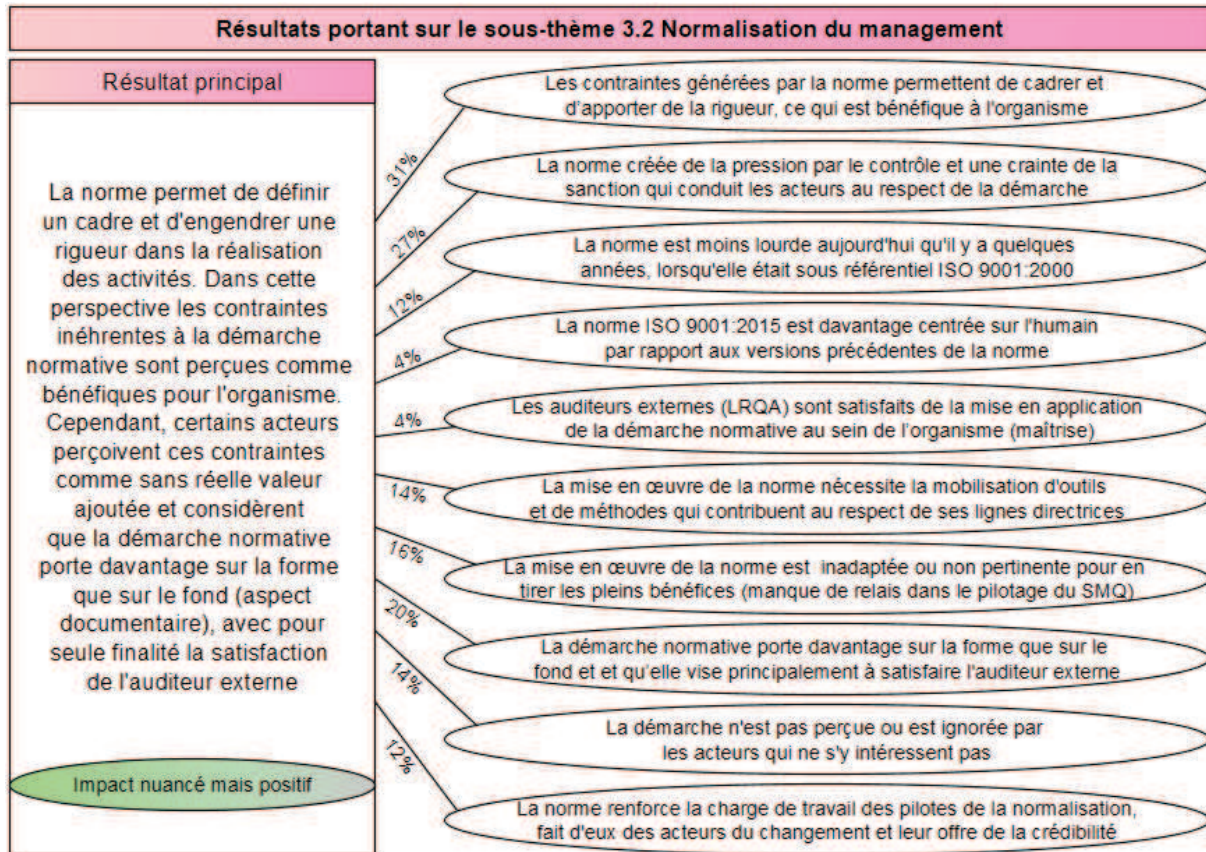 Résultats portant sur le sous-thème 3.2 Normalisation du management
Résultat principal
La norme permet de définir
un cadre et d'engendrer une
rigueur dans la réalisation
des activités. Dans cette
perspective les contraintes
inéhrentes à la démarche
normative sont perçues comme
bénéfiques pour l'organisme.
Cependant, certains acteurs
perçoivent ces contraintes
comme sans réelle valeur
ajoutée et considèrent
que la démarche normative
porte davantage sur la forme
que sur le fond (aspect
documentaire), avec pour
seule finalité la satisfaction
de l'auditeur externe
Impact nuancé mais positif
31%
Les contraintes générées par la norme permettent de cadrer et
d'apporter de la rigueur, ce qui est bénéfique à l'organisme
27%
La norme créée de la pression par le contrôle et une crainte de la
sanction qui conduit les acteurs au respect de la démarche
12%
La norme est moins lourde aujourd'hui qu'il y a quelques
années, lorsqu'elle était sous référentiel ISO 9001:2000
4%
La norme ISO 9001:2015 est davantage centrée sur l'humain
par rapport aux versions précédentes de la norme
4%
Les auditeurs externes (LRQA) sont satisfaits de la mise en application
de la démarche normative au sein de l'organisme (maîtrise)
14%
La mise en œuvre de la norme nécessite la mobilisation d'outils
et de méthodes qui contribuent au respect de ses lignes directrices
16%
La mise en œuvre de la norme est inadaptée ou non pertinente pour en
tirer les pleins bénéfices (manque de relais dans le pilotage du SMQ)
20%
La démarche normative porte davantage sur la forme que sur le
fond et et qu'elle vise principalement à satisfaire l'auditeur externe
14%
La démarche n'est pas perçue ou est ignorée par
les acteurs qui ne s'y intéressent pas
12%
La norme renforce la charge de travail des pilotes de la normalisation,
fait d'eux des acteurs du changement et leur offre de la crédibilité